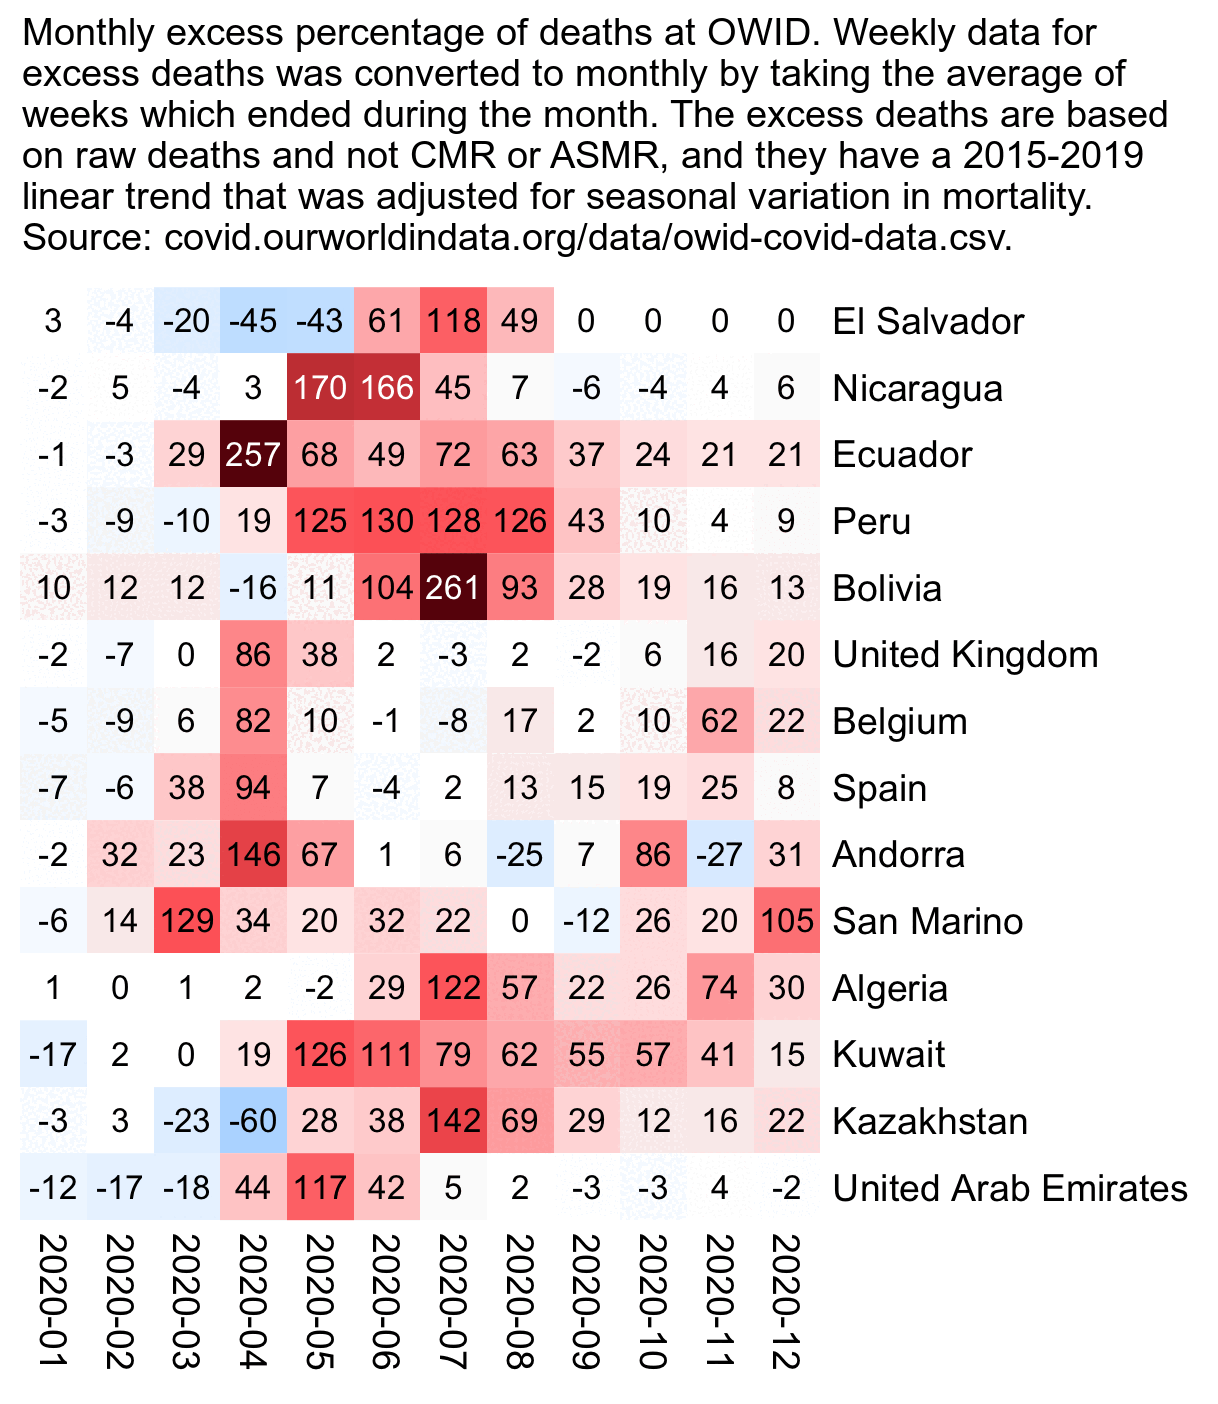 Monthly excess percentage of deaths at OWID. Weekly data for
excess deaths was converted to monthly by taking the average of
weeks which ended during the month. The excess deaths are based
on raw deaths and not CMR or ASMR, and they have a 2015-2019
linear trend that was adjusted for seasonal variation in mortality.
Source: covid.ourworldindata.org/data/owid-covid-data.csv.
3 -4 -20 -45 -43 61 118 49 0 0 0 0 El Salvador
-2 5 -4 3 170 166 45 7 -6 -4 4 6 Nicaragua
-1 -3 29 257 68 49 72 63 37 24 21 21 Ecuador
-3 -9 -10 19 125 130 128 126 43 10 4 9 Peru
10 12 12 -16 11 104 261 93 28 19 16 13 Bolivia
-2 -7 0 86 38 2 -3 2 -2 6 16 20 United Kingdom
-5 -9 6 82 10 -1 -8 17 2 10 62 22 Belgium
-7 -6 38 94 7 -4 2 13 15 19 25 8 Spain
-2 32 23 146 67 1 6 -25 7 86 -27 31 Andorra
-6 14 129 34 20 32 22 0 -12 26 20 105 San Marino
1 0 1 2 -2 29 122 57 22 26 74 30 Algeria
-17 2 0 19 126 111 79 62 55 57 41 15 Kuwait
-3 3 -23 -60 28 38 142 69 29 12 16 22 Kazakhstan
-12 -17 -18 44 117 42 5 2 -3 -3 4 -2 United Arab Emirates
2020-01 2020-02 2020-03 2020-04 2020-05 2020-06 2020-07 2020-08 2020-09 2020-10 2020-11 2020-12